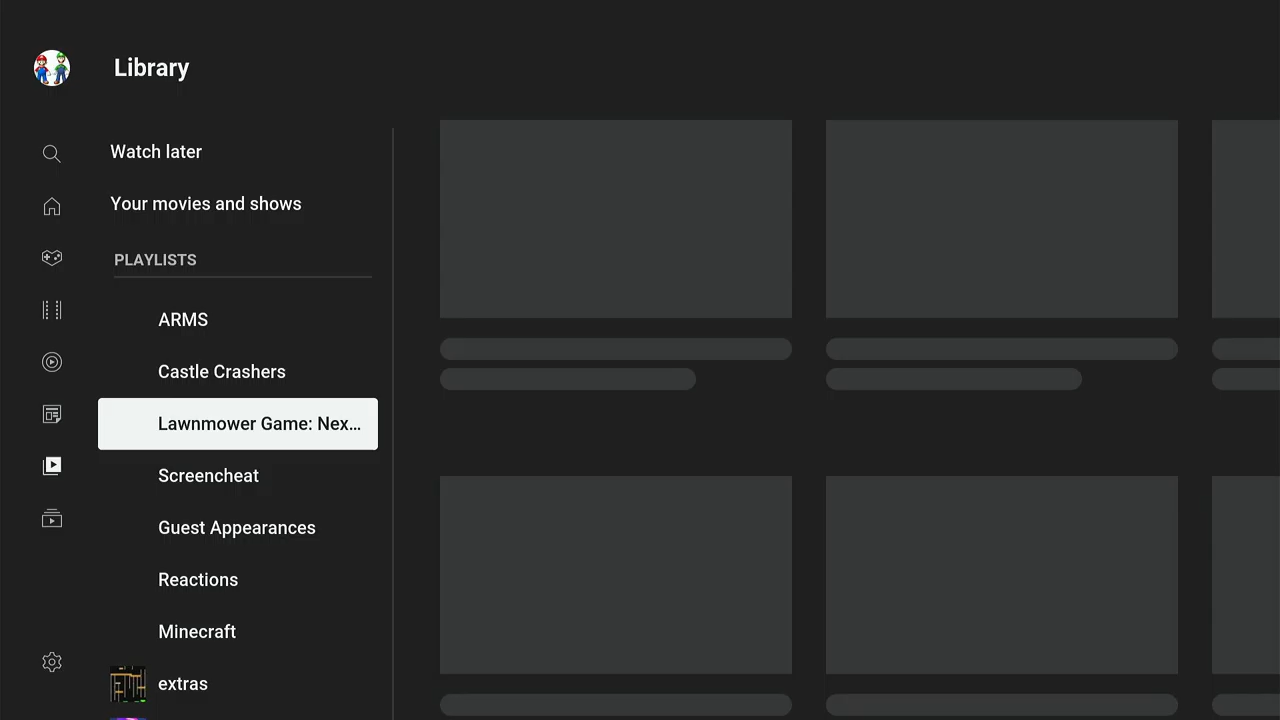 Library
Watch later
Your movies and shows
PLAYLISTS
ARMS
Castle Crashers
Lawnmower Game: Nex...
Screencheat
Guest Appearances
Reactions
Minecraft
extras